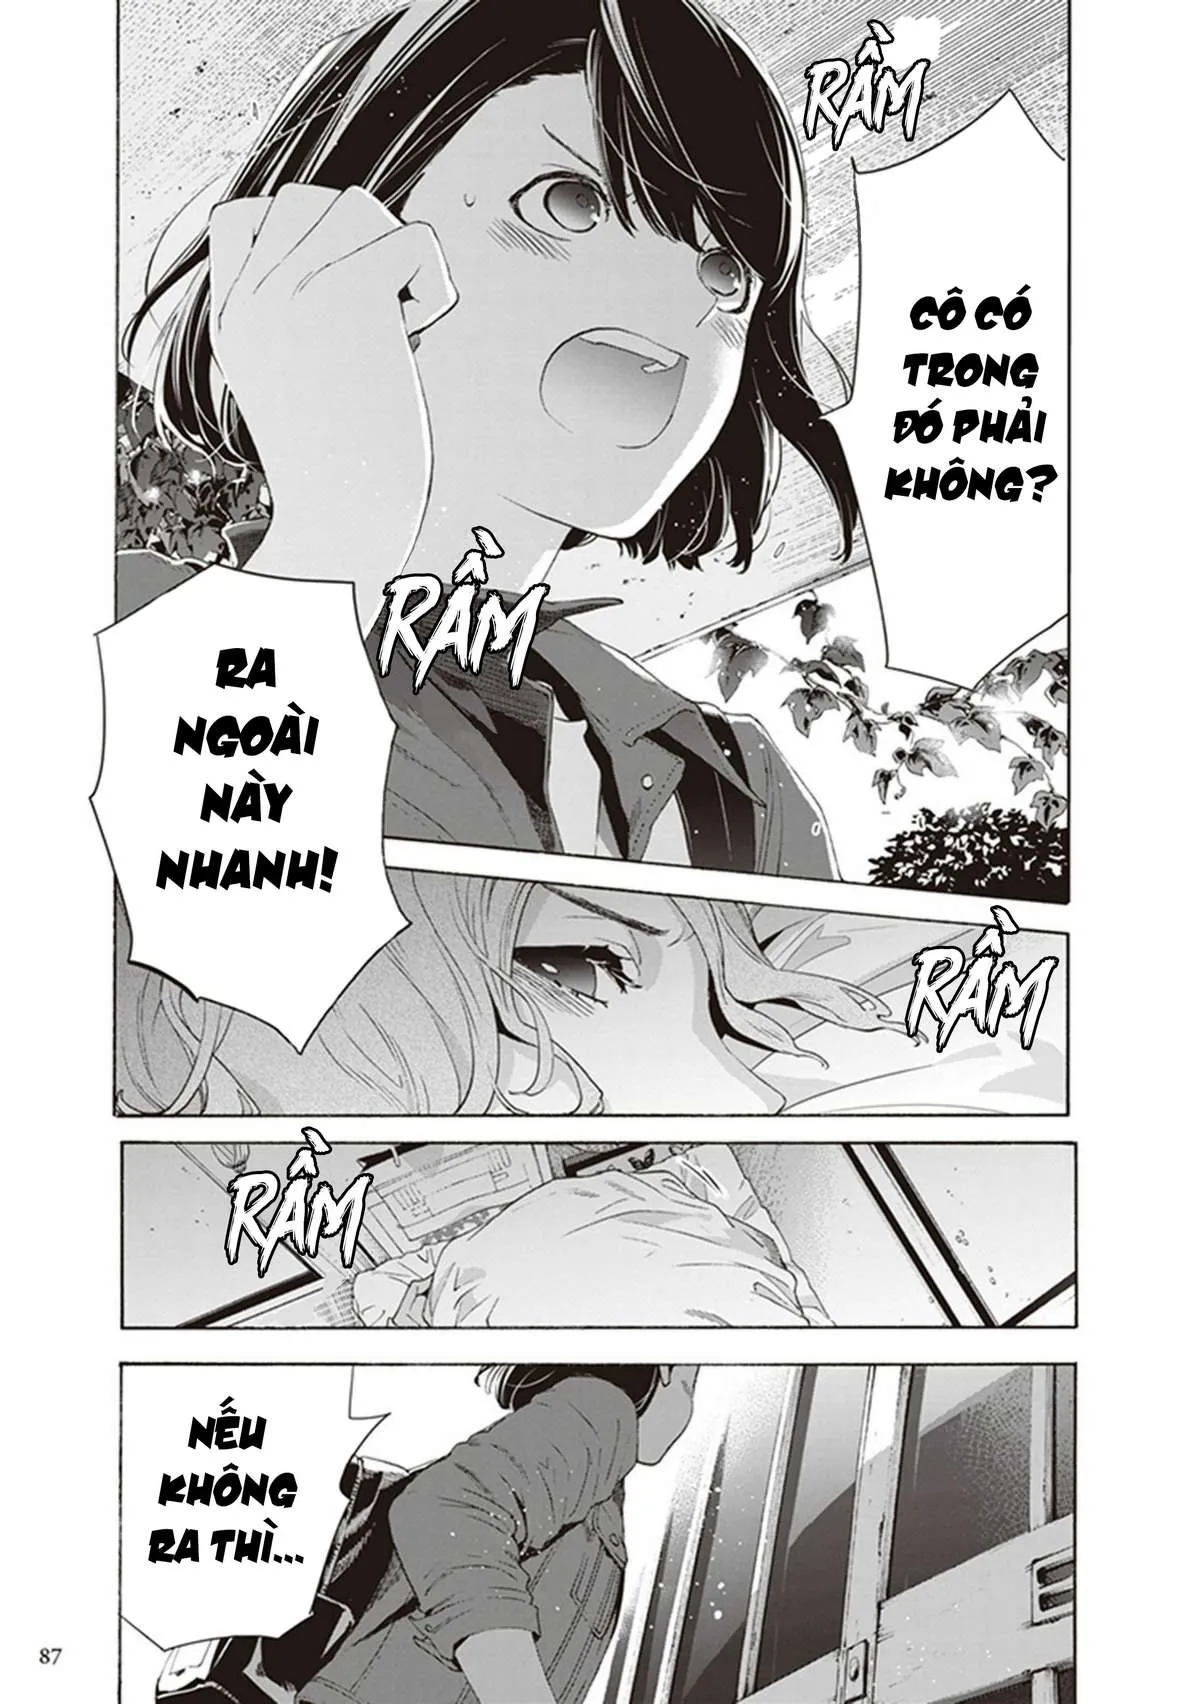 RẦM
CÔ CÓ
TRONG
ĐÓ PHẢI
KHÔNG?
RẦM
RA
NGOÀI
NÀY
NHANH!
RẦM
RẦM
NẾU
KHÔNG
RA THÌ...
87